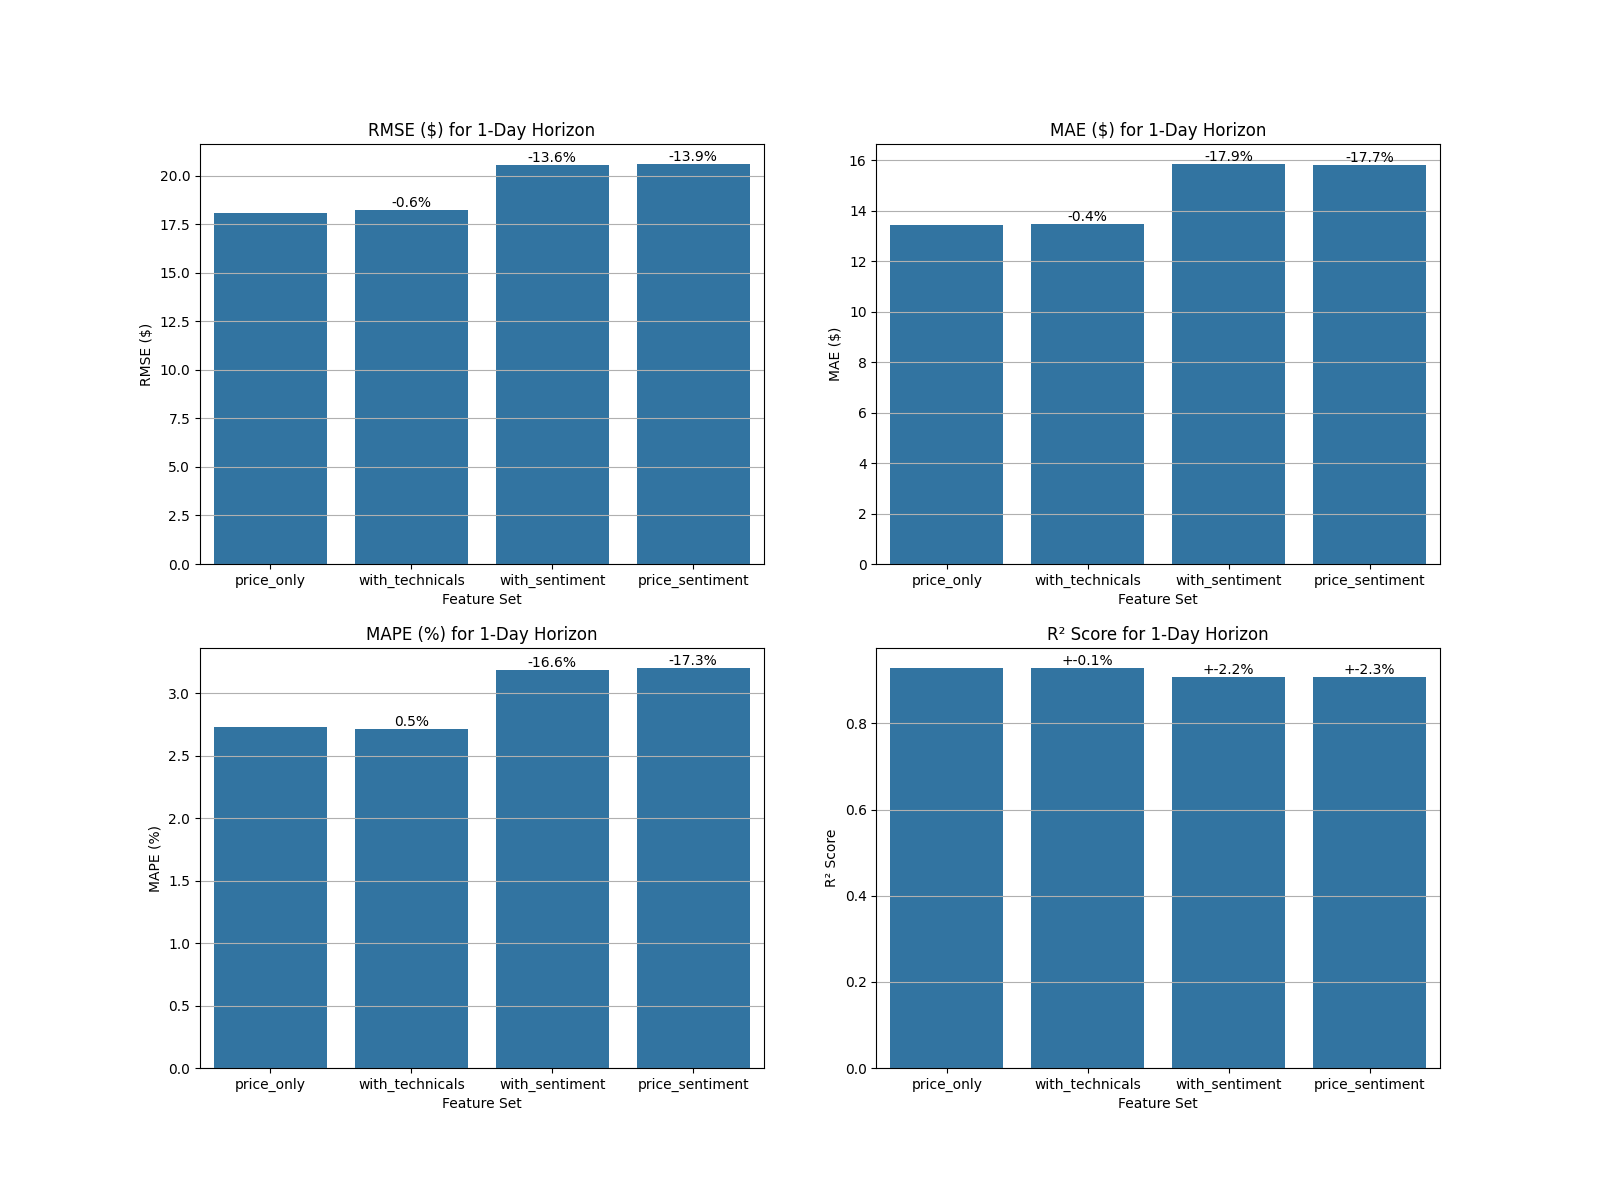 RMSE ($) for 1-Day Horizon
-13.6%
-13.9%
-0.6%
20.0
17.5
15.0
12.5
10.0
7.5
5.0
2.5
0.0
RMSE ($)
price_only
with_technicals
with_sentiment
price_sentiment
Feature Set
MAE ($) for 1-Day Horizon
-17.9%
-17.7%
-0.4%
16
14
12
10
8
6
4
2
0
MAE ($)
price_only
with_technicals
with_sentiment
price_sentiment
Feature Set
MAPE (%) for 1-Day Horizon
-16.6%
-17.3%
0.5%
3.0
2.5
2.0
1.5
1.0
0.5
0.0
MAPE (%)
price_only
with_technicals
with_sentiment
price_sentiment
Feature Set
R² Score for 1-Day Horizon
+-0.1%
+-2.2%
+-2.3%
0.8
0.6
0.4
0.2
0.0
R² Score
price_only
with_technicals
with_sentiment
price_sentiment
Feature Set